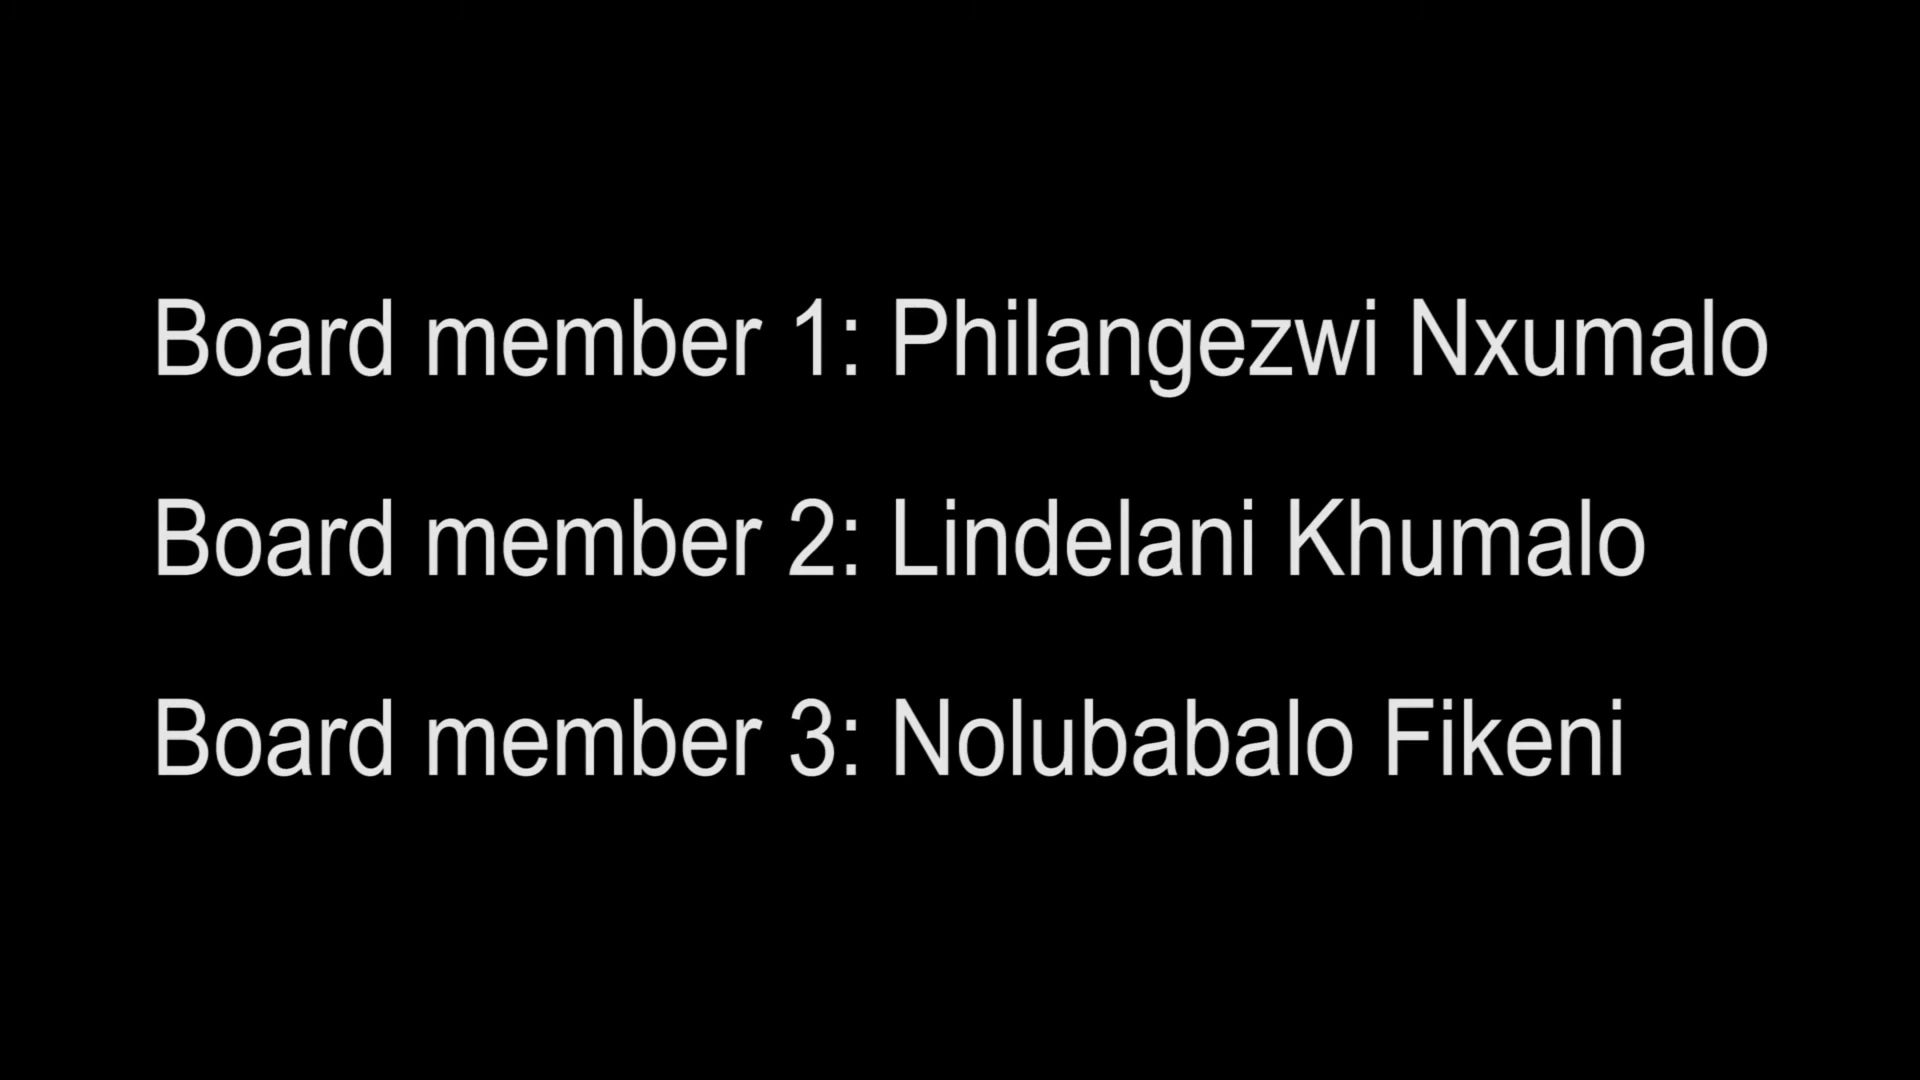 Board member 1: Philangezwi Nxumalo
Board member 2: Lindelani Khumalo
Board member 3: Nolubabalo Fikeni